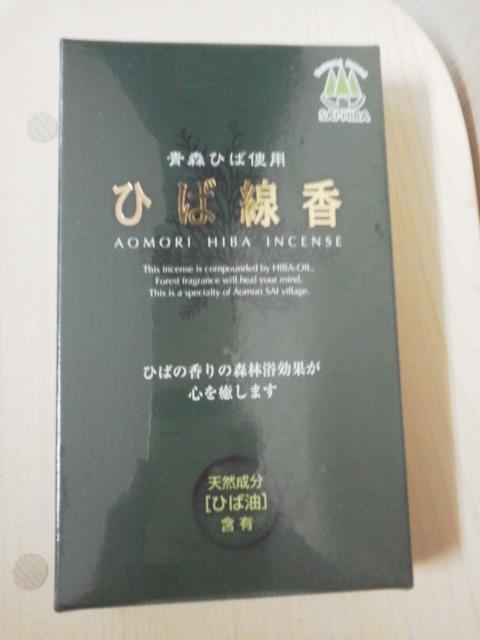 SAI-HIBA
青森ひば使用
ひば線香
AOMORI HIBA INCENSE
This incense is compounded by HIBA-OIL.
Forest fragrance will heal your mind.
This is a specialty of Aomori SAI village.
ひばの香りの森林浴効果が
心を癒します
天然成分
[ひば油]
含有